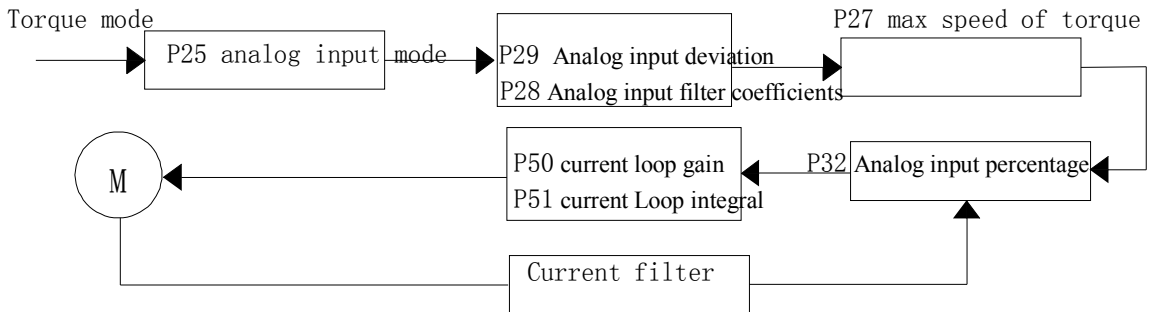 Torque mode
P27 max speed of torque
P25 analog input mode
P29 Analog input deviation
P28 Analog input filter coefficients
M
P50 current loop gain
P51 current Loop integral
P32 Analog input percentage
Current filter